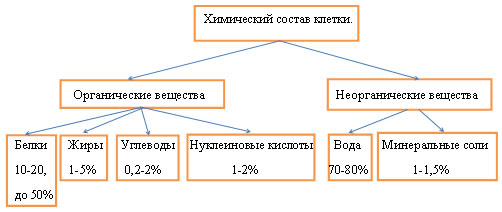 Химический состав клетки.
Органические вещества
Неорганические вещества
Белки
10-20,
до 50%
Жиры
1-5%
Углеводы
0,2-2%
Нуклеиновые кислоты
1-2%
Вода
70-80%
Минеральные соли
1-1,5%